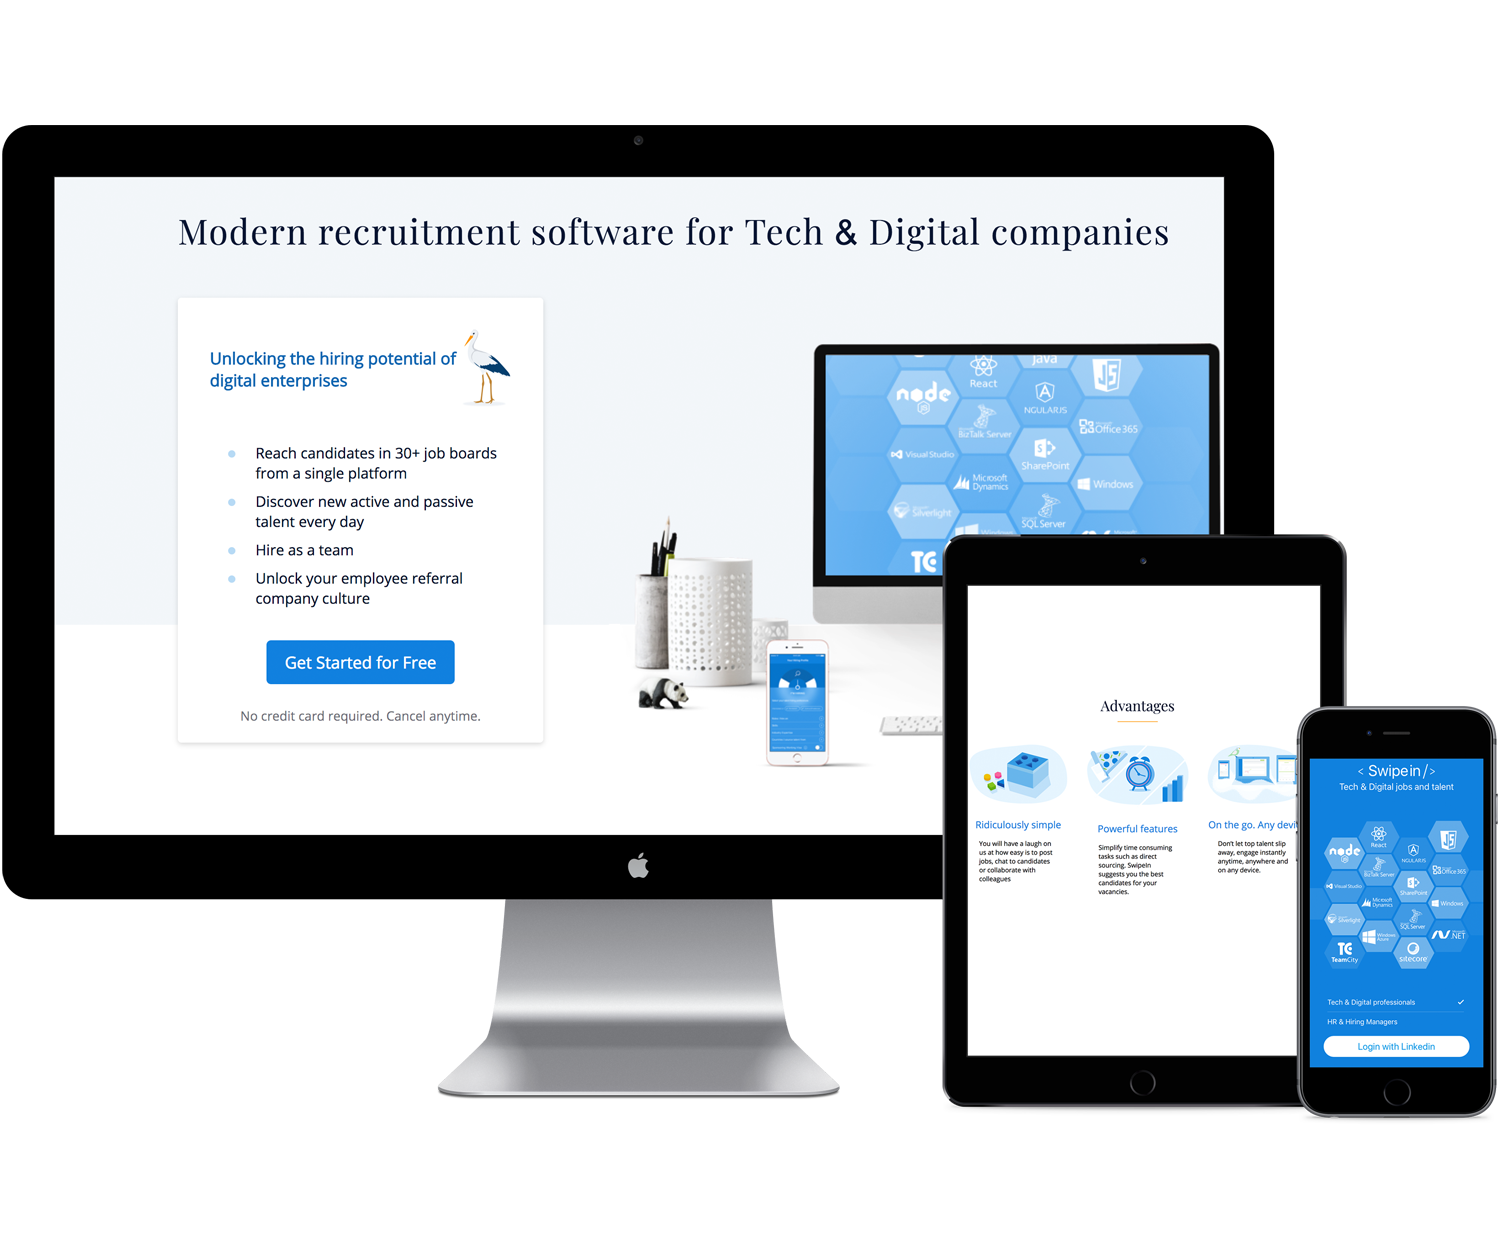 Modern recruitment software for Tech & Digital companies
Unlocking the hiring potential of
digital enterprises
Reach candidates in 30+ job boards
from a single platform
Discover new active and passive
talent every day
Hire as a team
Unlock your employee referral
company culture
Get Started for Free
No credit card required. Cancel anytime.
Java
React
JS
node
JS
NGULARJS
BizTalk Server
Office 365
Visual Studio
SharePoint
Microsoft
Dynamics
Windows
Silverlight
SQL Server
Windows
TC
Advantages
Ridiculously simple
You will have a laugh on
us at how easy is to post
jobs, chat to candidates
or collaborate with
colleagues
Powerful features
Simplify time consuming
tasks such as direct
sourcing. SwipeIn
suggests you the best
candidates for your
vacancies.
On the go. Any devi
Don't let top talent slip
away, engage instantly
anytime, anywhere and
on any device.
< Swipein/>
Tech & Digital jobs and talent
React
JS
node
JS
NGULARJS
BizTalk Server
Office 365
Visual Studio
SharePoint
Microsoft
Dynamics
Windows
Silverlight
SQL Server
Windows
Azure
.NET
TC
TeamCity
sitecore
Tech & Digital professionals
HR & Hiring Managers
Login with Linkedin